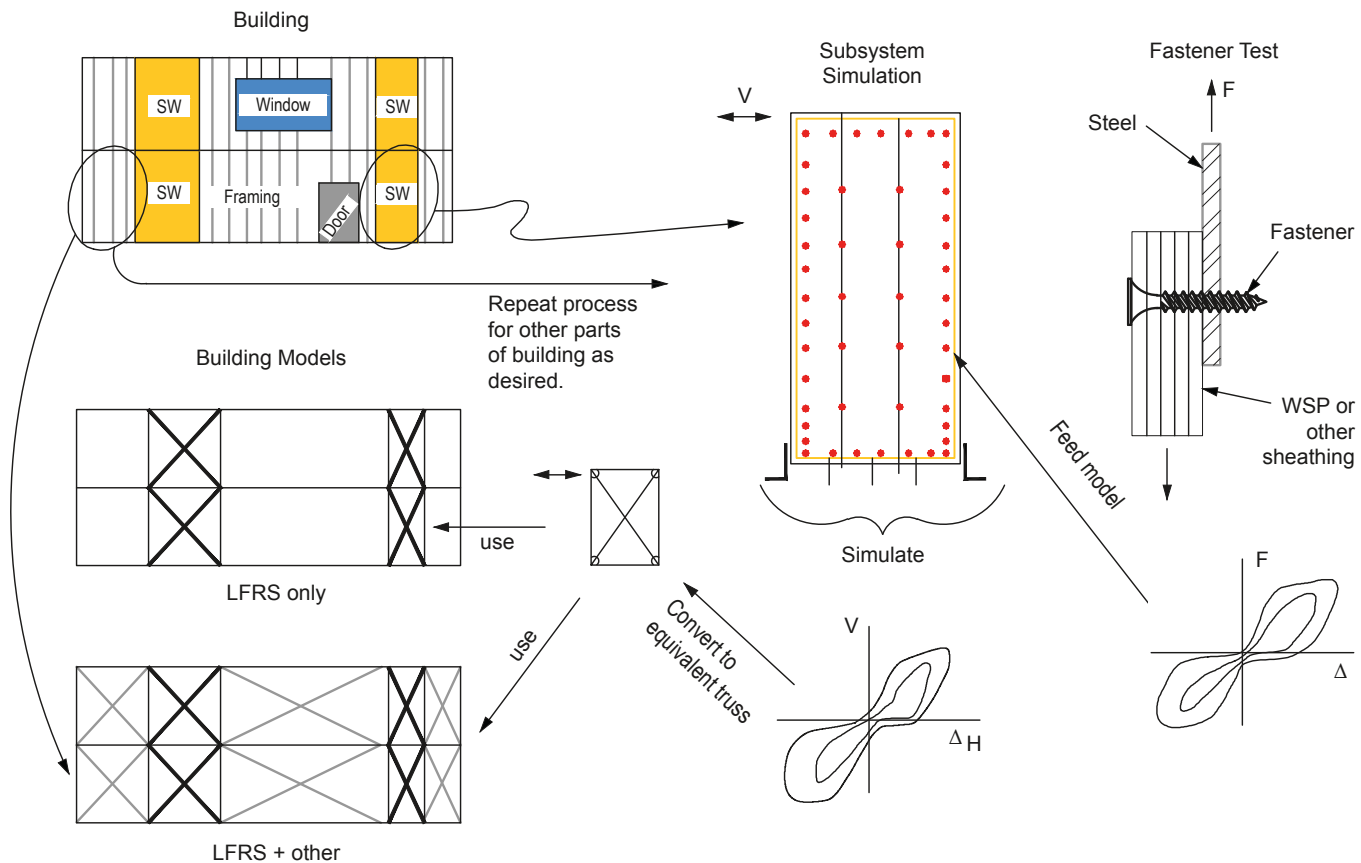 Building
SW
Window
SW
SW
Framing
Door
SW
Repeat process
for other parts
of building as
desired.
Building Models
LFRS only
use
use
LFRS + other
Convert to
equivalent truss
V
Δ H
Subsystem
Simulation
V
Simulate
Feed model
Fastener Test
F
Steel
Fastener
WSP or
other
sheathing
F
Δ